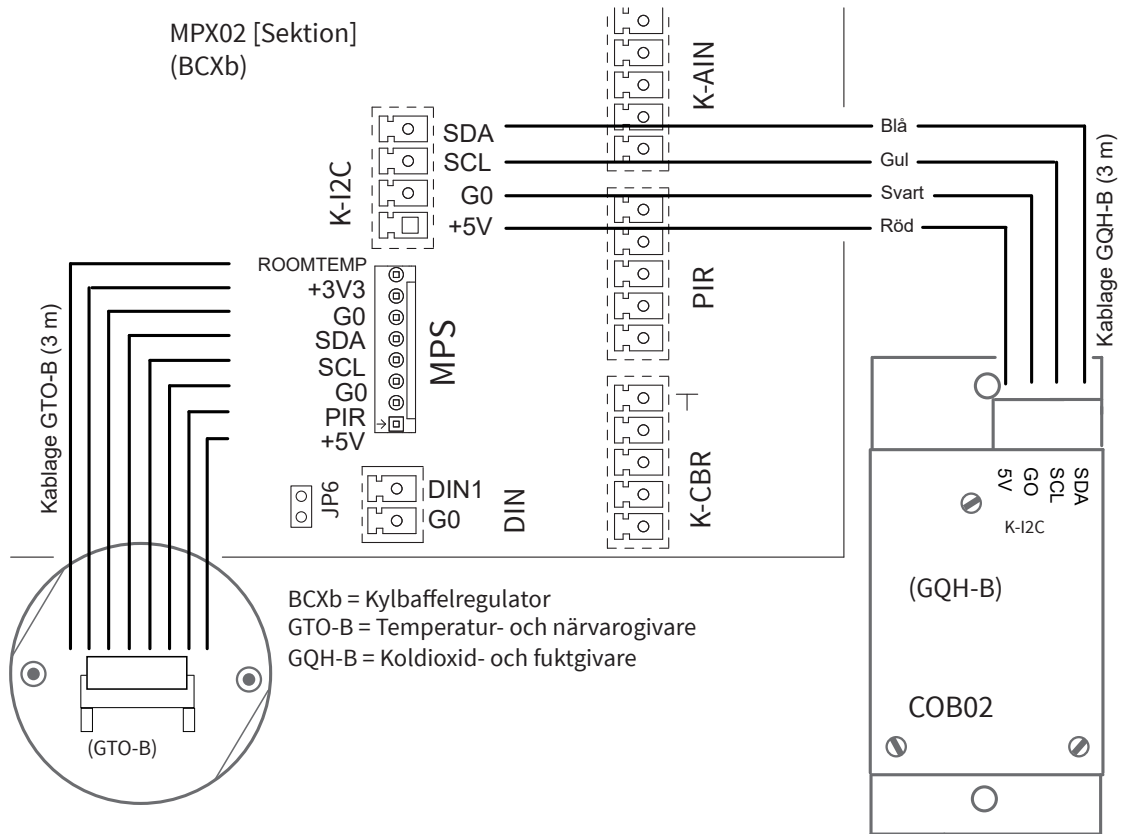 MPX02 [Sektion]
(BCXb)
K-AIN
K-I2C
SDA
SCL
G0
+5V
Blå
Gul
Svart
Röd
Kablage GQH-B (3 m)
PIR
Kablage GTO-B (3 m)
ROOMTEMP
+3V3
G0
SDA
SCL
G0
PIR
+5V
MPS
K-CBR
JP6
DIN1
G0
DIN
5V
GO
SCL
SDA
K-I2C
(GQH-B)
COB02
BCXb = Kylbaffelregulator
GTO-B = Temperatur- och närvarogivare
GQH-B = Koldioxid- och fuktgivare
(GTO-B)